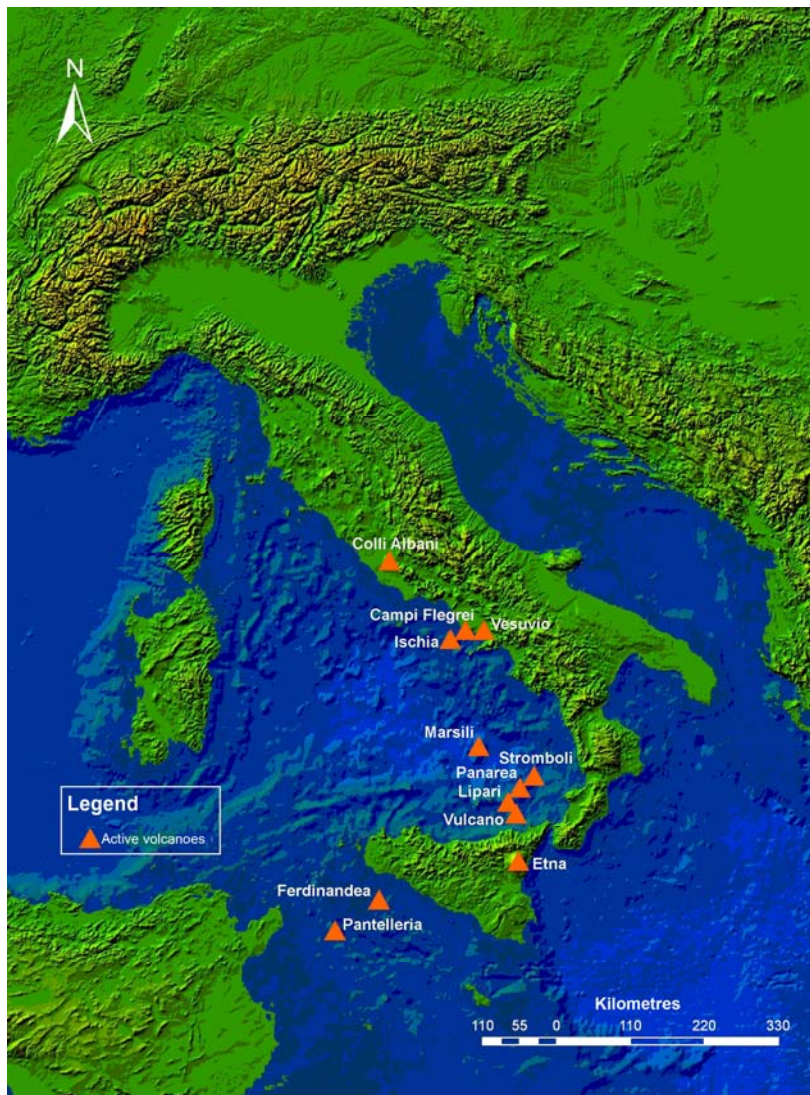 N
Colli Albani
Campi Flegrei
Vesuvio
Ischia
Marsili
Stromboli
Panarea
Lipari
Vulcano
Legend
Active volcanoes
Etna
Ferdinandea
Pantelleria
Kilometres
110 55 0 110 220 330